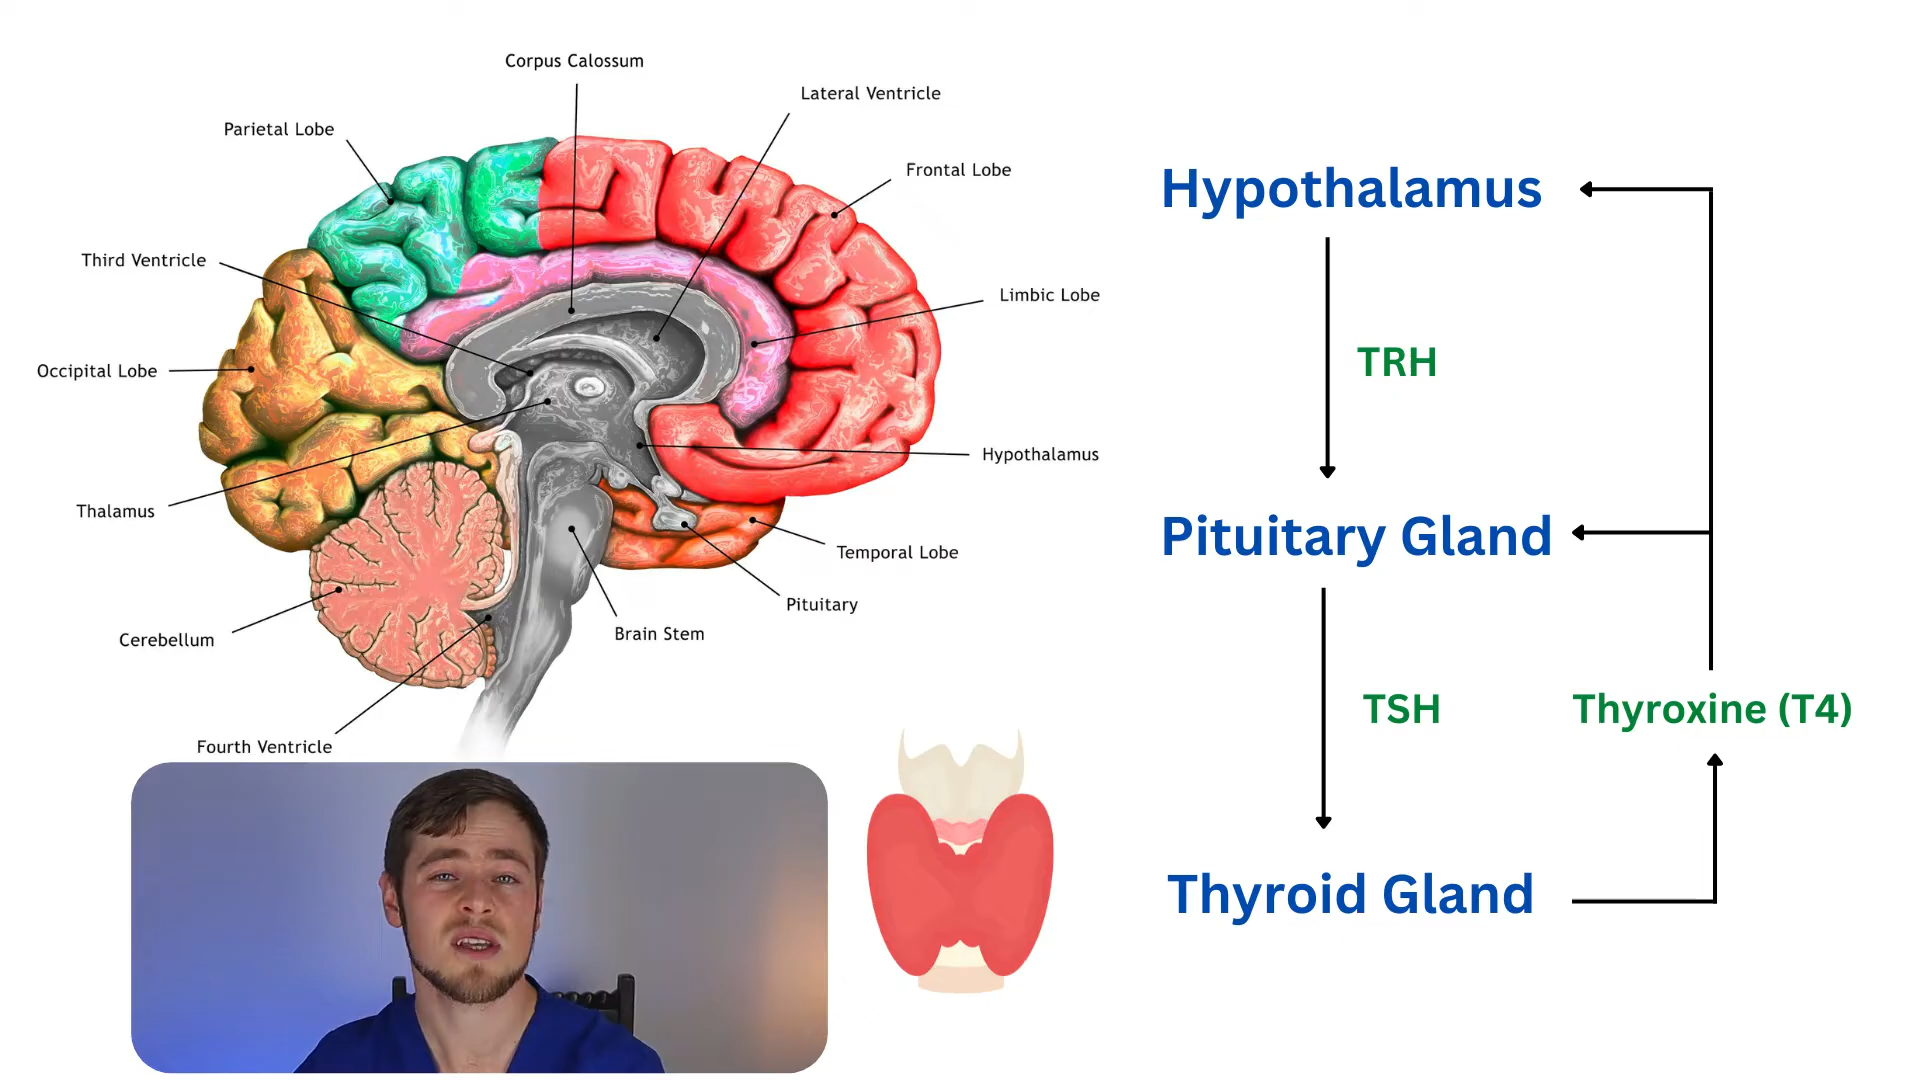 Corpus Calossum
Lateral Ventricle
Parietal Lobe
Frontal Lobe
Third Ventricle
Limbic Lobe
Occipital Lobe
Hypothalamus
Thalamus
Temporal Lobe
Pituitary
Brain Stem
Cerebellum
Fourth Ventricle
Hypothalamus
TRH
Pituitary Gland
TSH
Thyroxine (T4)
Thyroid Gland